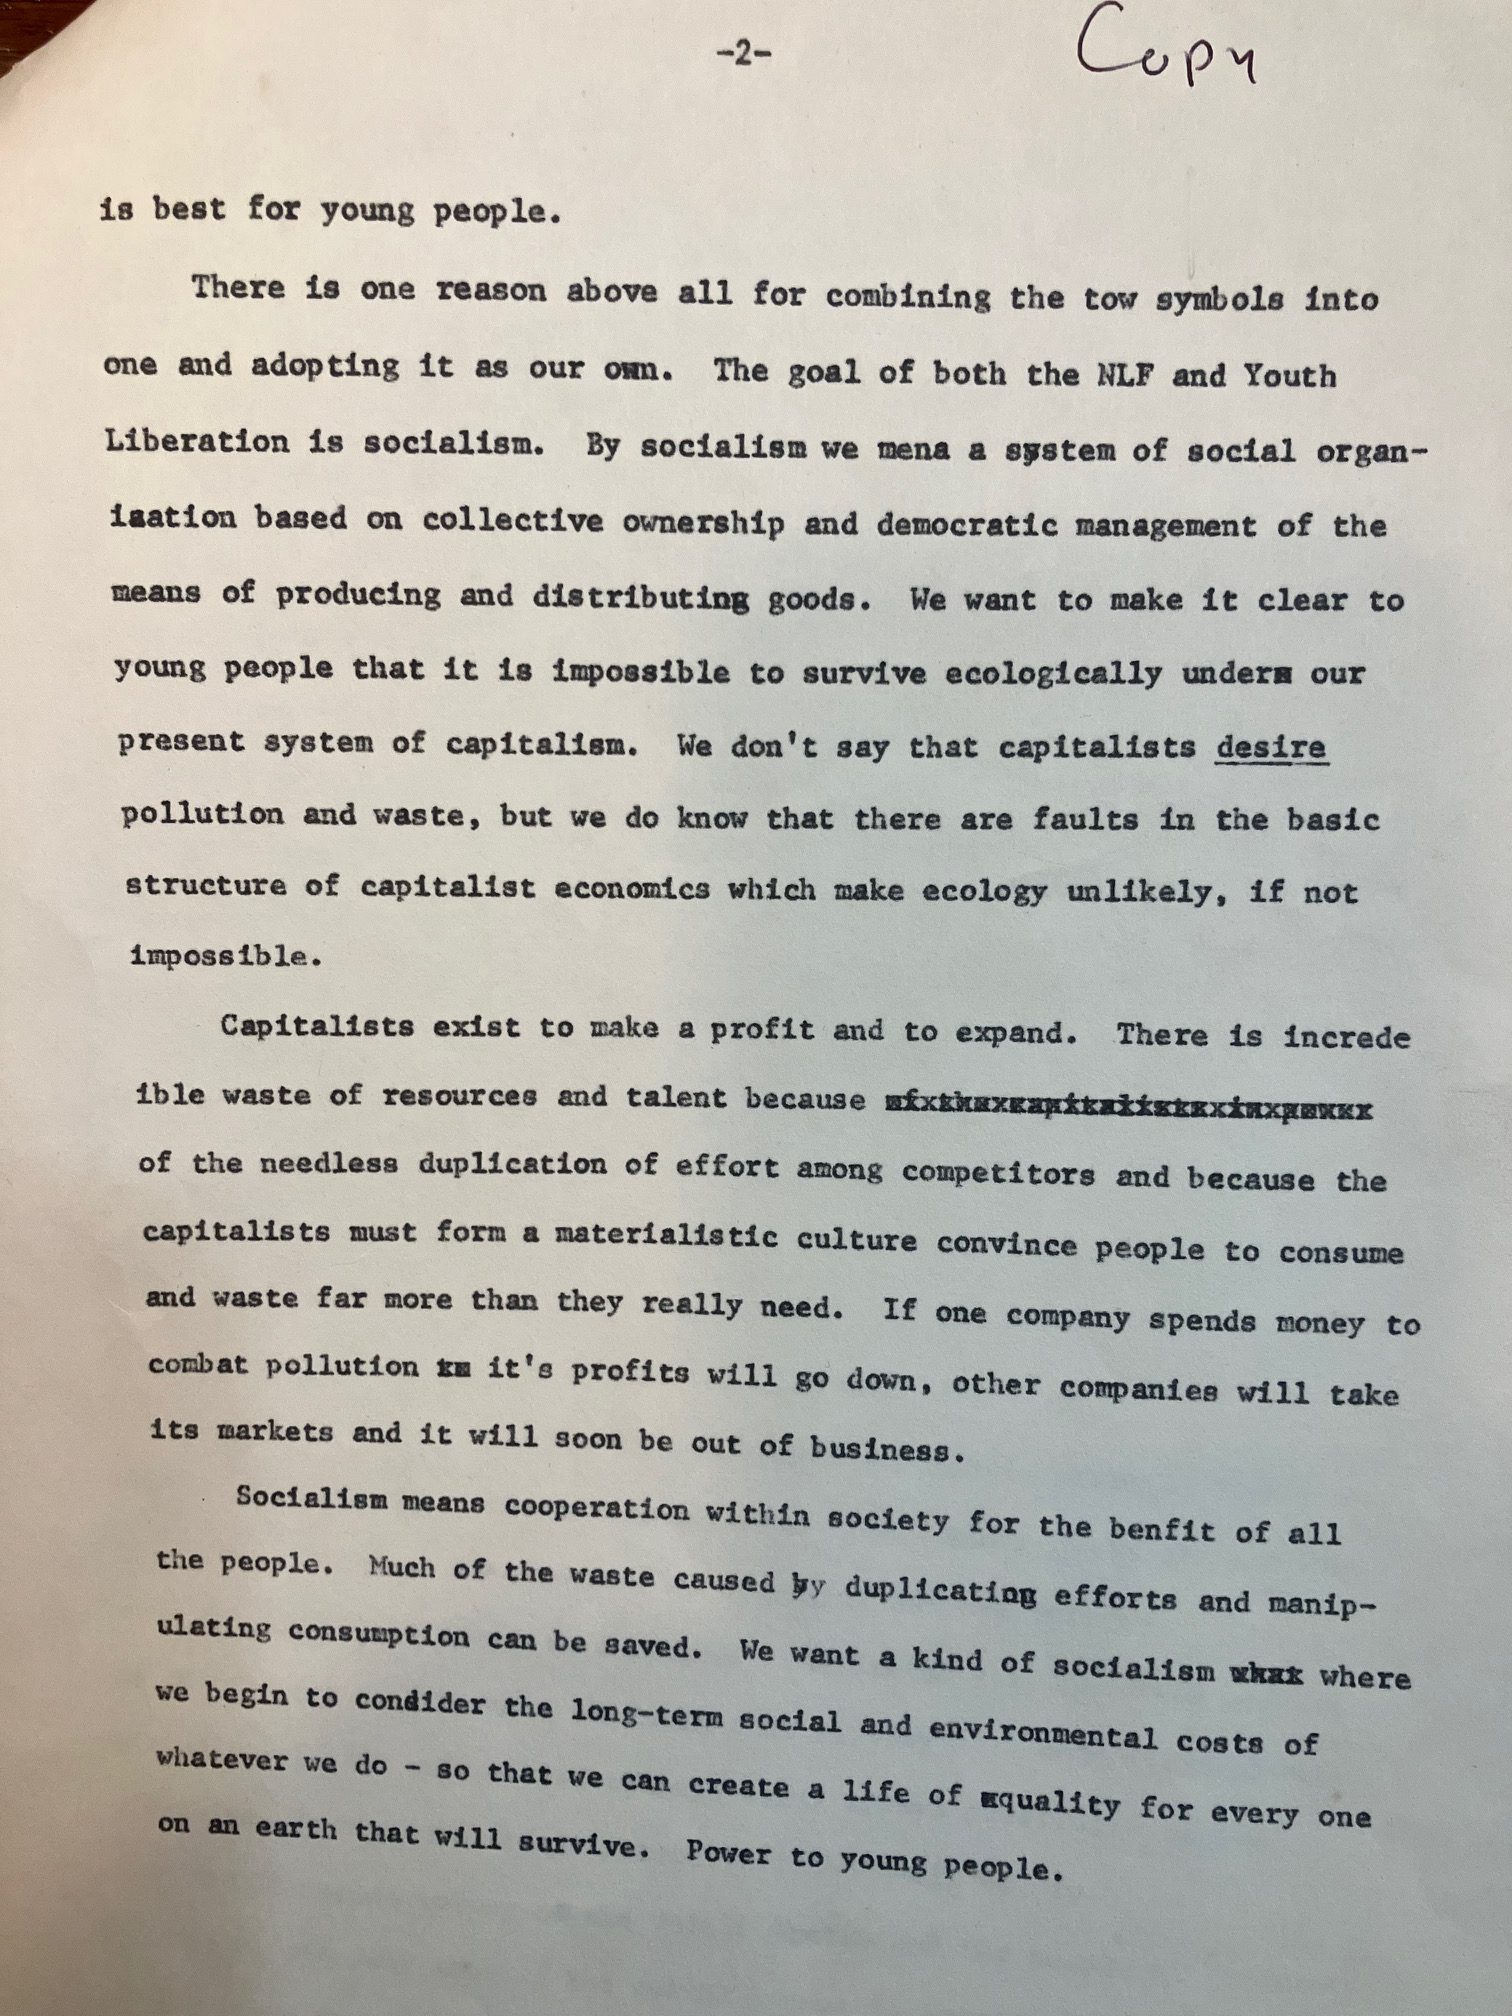 -2-
Copy
is best for young people.
There is one reason above all for combining the tow symbols into
one and adopting it as our own. The goal of both the NLF and Youth
Liberation is socialism. By socialism we mena a system of social organ-
ization based on collective ownership and democratic management of the
means of producing and distributing goods. We want to make it clear to
young people that it is impossible to survive ecologically under our
present system of capitalism. We don't say that capitalists desire
pollution and waste, but we do know that there are faults in the basic
structure of capitalist economics which make ecology unlikely, if not
impossible.
Capitalists exist to make a profit and to expand. There is increde
ible waste of resources and talent because
of the needless duplication of effort among competitors and because the
capitalists must form a materialistic culture convince people to consume
and waste far more than they really need. If one company spends money to
combat pollution it's profits will go down, other companies will take
its markets and it will soon be out of business.
Socialism means cooperation within society for the benfit of all
the people. Much of the waste caused by duplicating efforts and manip-
ulating consumption can be saved. We want a kind of socialism where
we begin to condider the long-term social and environmental costs of
whatever we do - so that we can create a life of equality for every one
on an earth that will survive. Power to young people.